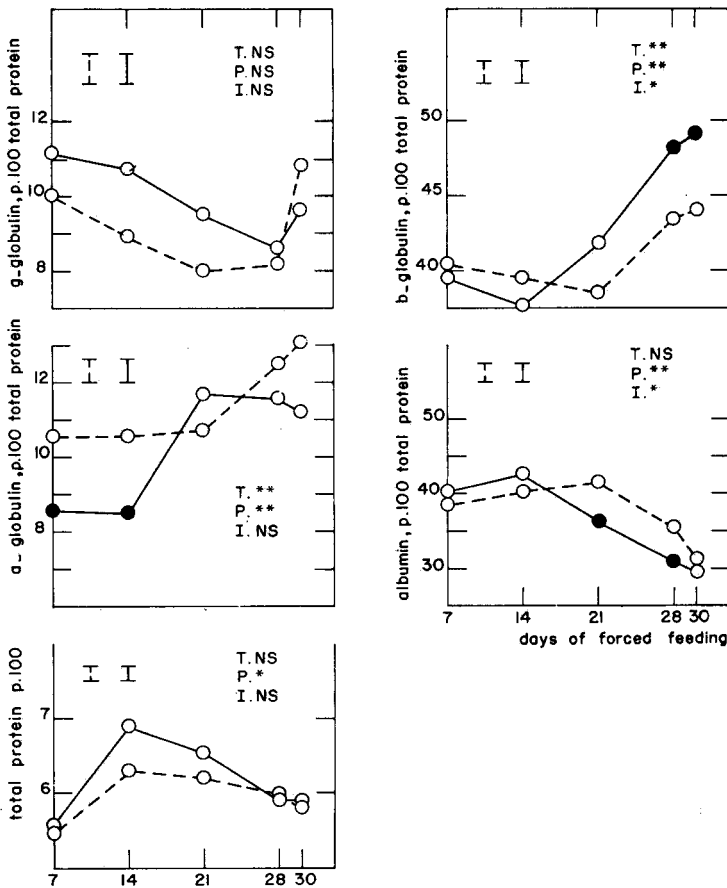 g_globulin, p.100 total protein
12
10
8
T. NS
P. NS
I. NS
b_globulin, p.100 total protein
50
45
40
T. **
P. **
I. *
a_globulin, p.100 total protein
12
10
8
T. **
P. **
I. NS
albumin, p.100 total protein
50
40
30
T. NS
P. **
I. *
7 14 21 28 30
days of forced feeding
total protein p.100
7
6
T. NS
P. *
I. NS
7 14 21 28 30